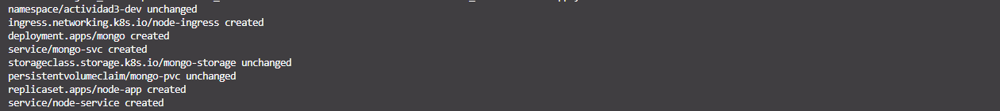 namespace/actividad3-dev unchanged
ingress.networking.k8s.io/node-ingress created
deployment.apps/mongo created
service/mongo-svc created
storageclass.storage.k8s.io/mongo-storage unchanged
persistentvolumeclaim/mongo-pvc unchanged
replicaset.apps/node-app created
service/node-service created